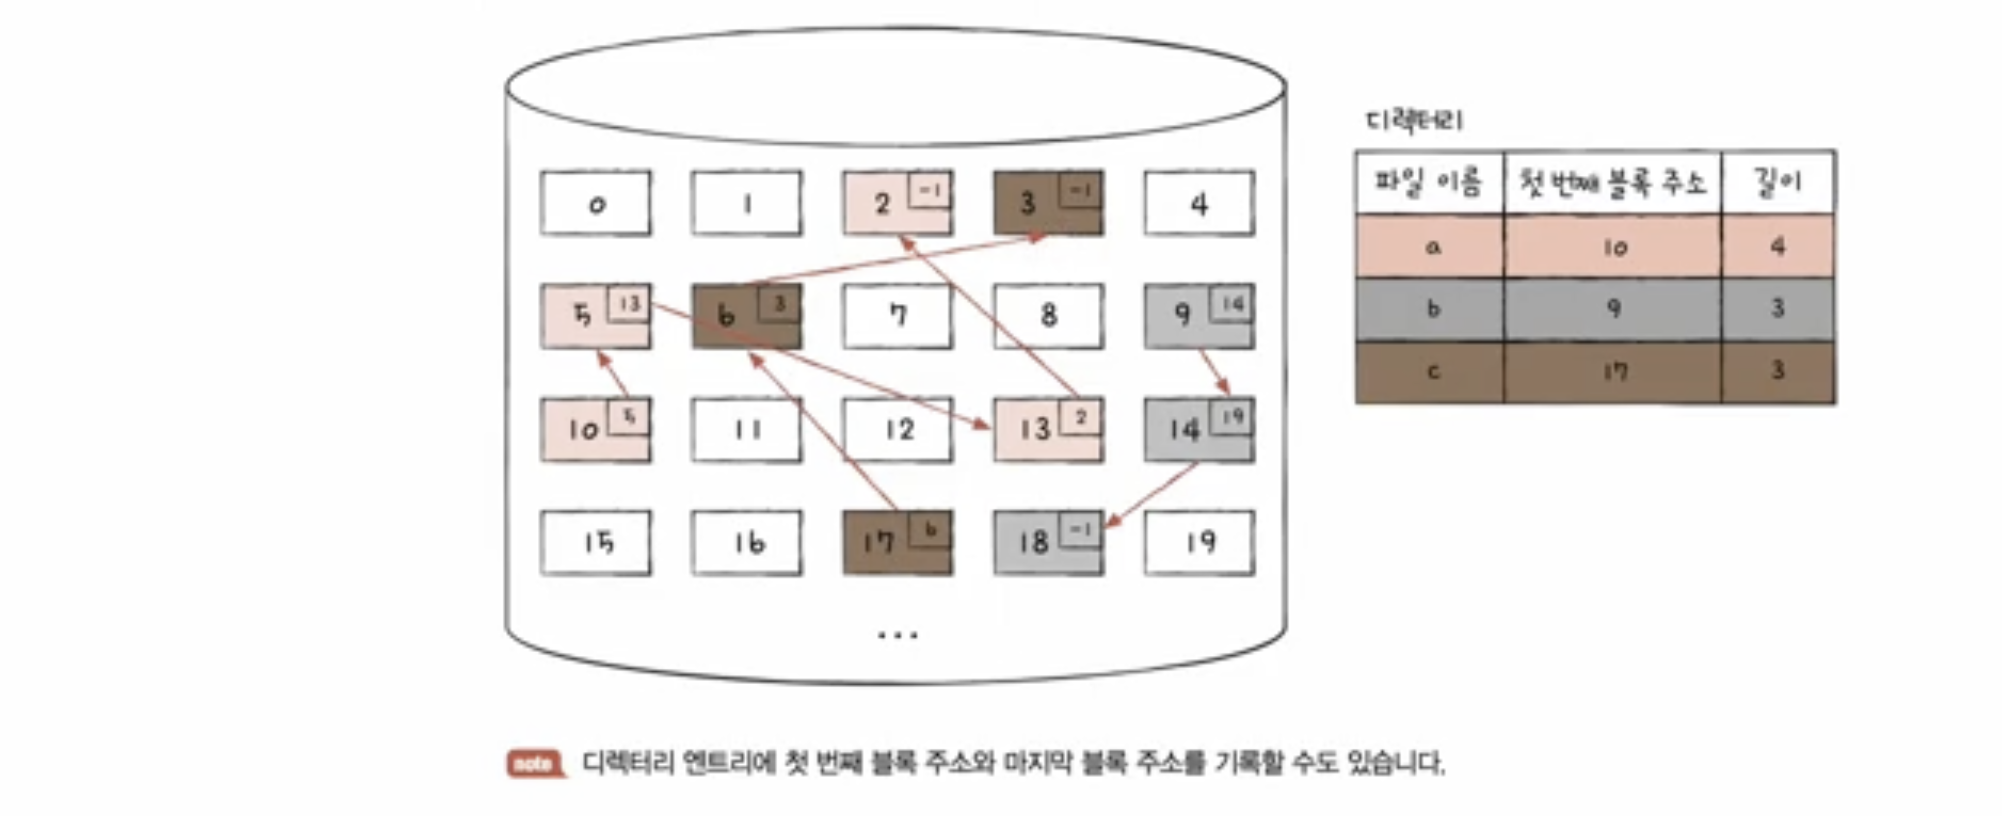 디렉터리
파일 이름 첫 번째 블록 주소 길이
a 10 4
b 9 3
c 17 3
0 1 2 -1 3 -1 4
5 13 6 3 7 8 9 14
10 5 11 12 13 2 14 19
15 16 17 6 18 -1 19
...
note 디렉터리 엔트리에 첫 번째 블록 주소와 마지막 블록 주소를 기록할 수도 있습니다.